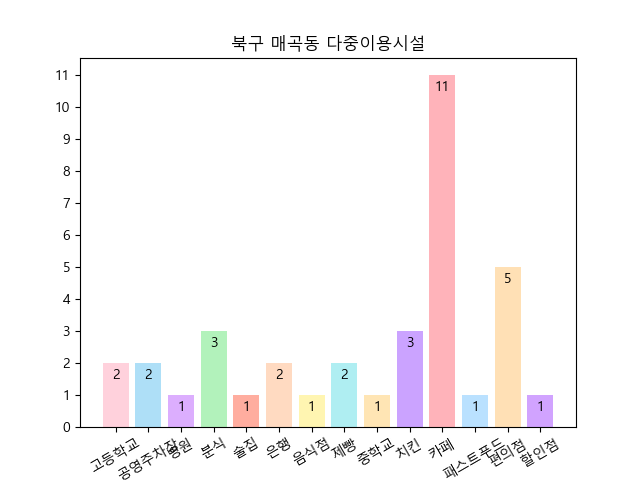 북구 매곡동 다중이용시설
11
10
9
8
7
6
5
4
3
2
1
0
2
2
1
3
1
2
1
2
1
3
11
1
5
1
고등학교
공영주차장
병원
분식
술집
은행
음식점
제빵
중학교
치킨
카페
패스트푸드
편의점
할인점